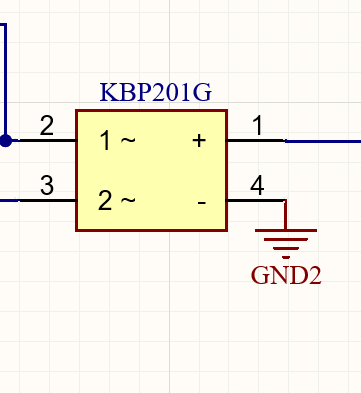 KBP201G
2 1 ~ + 1
3 2 ~ - 4
GND2